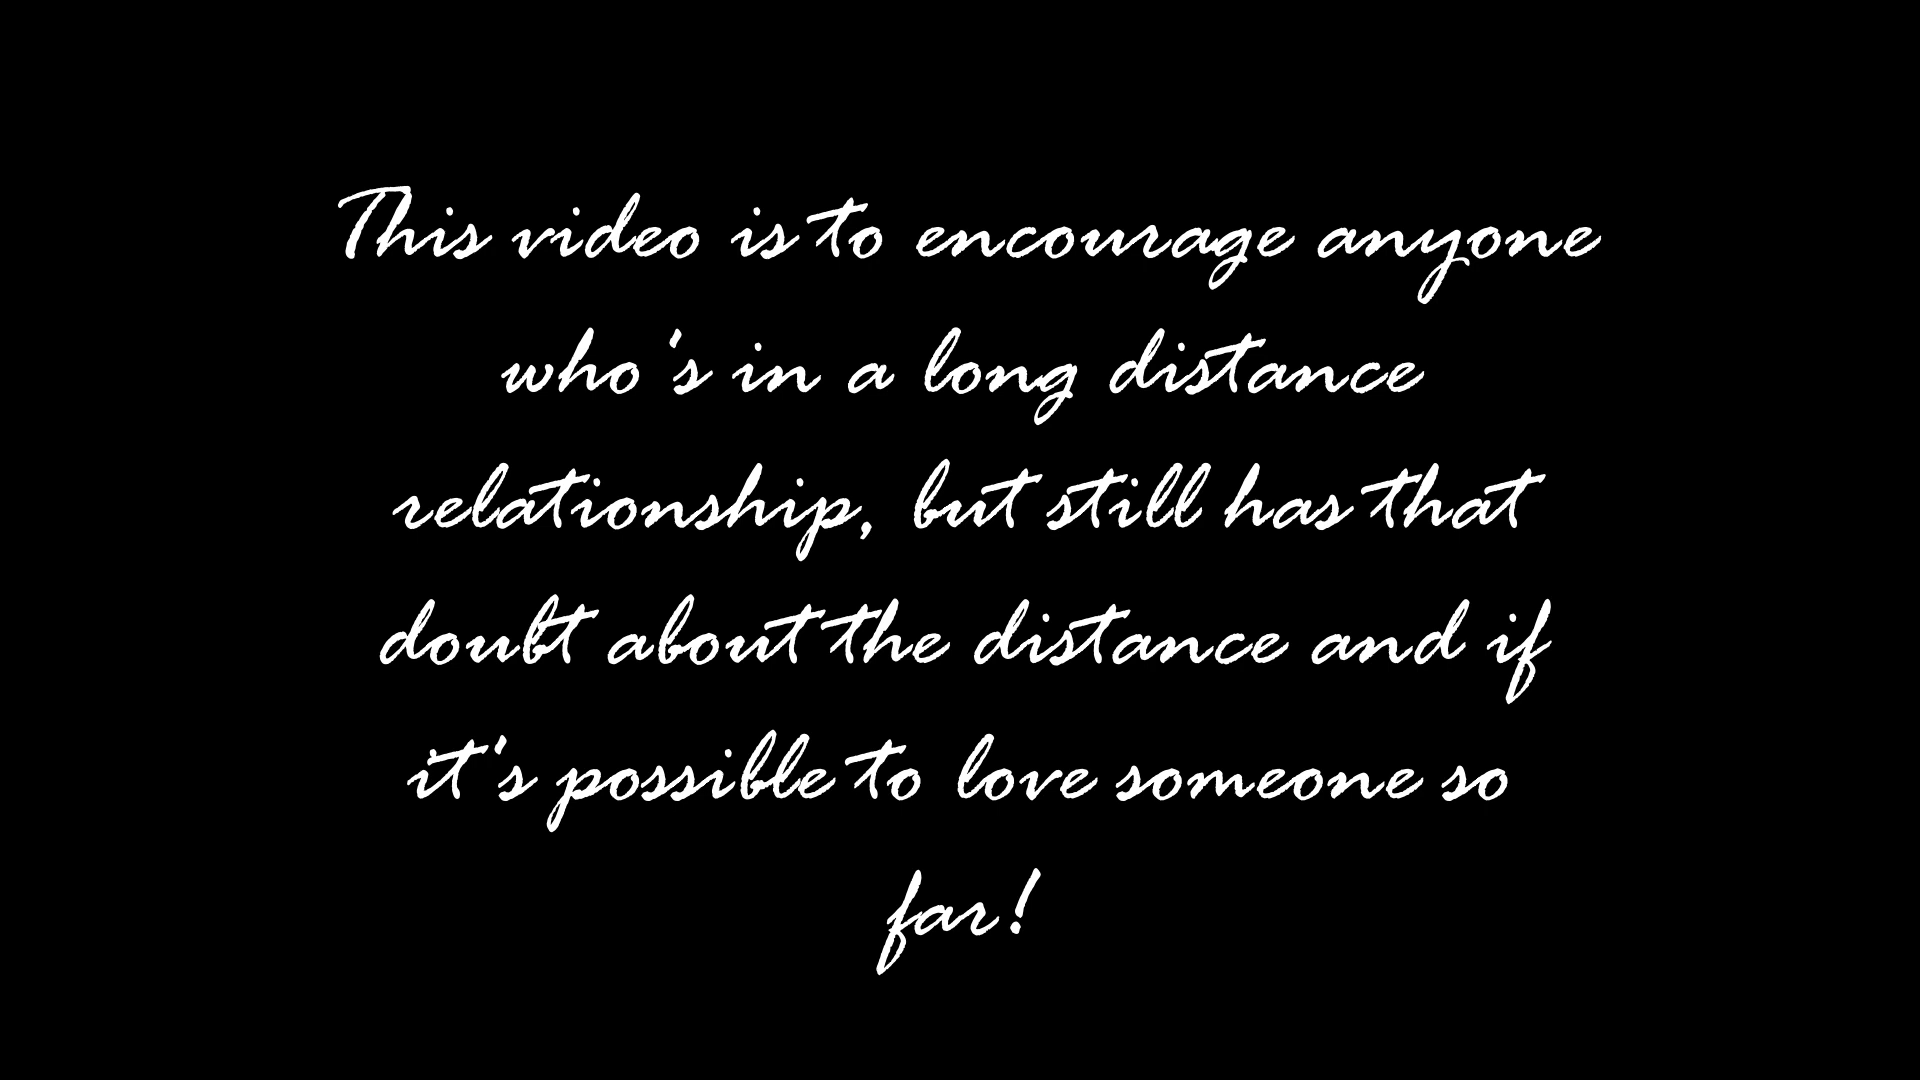 This video is to encourage anyone
who's in a long distance
relationship, but still has that
doubt about the distance and if
it's possible to love someone so
far!